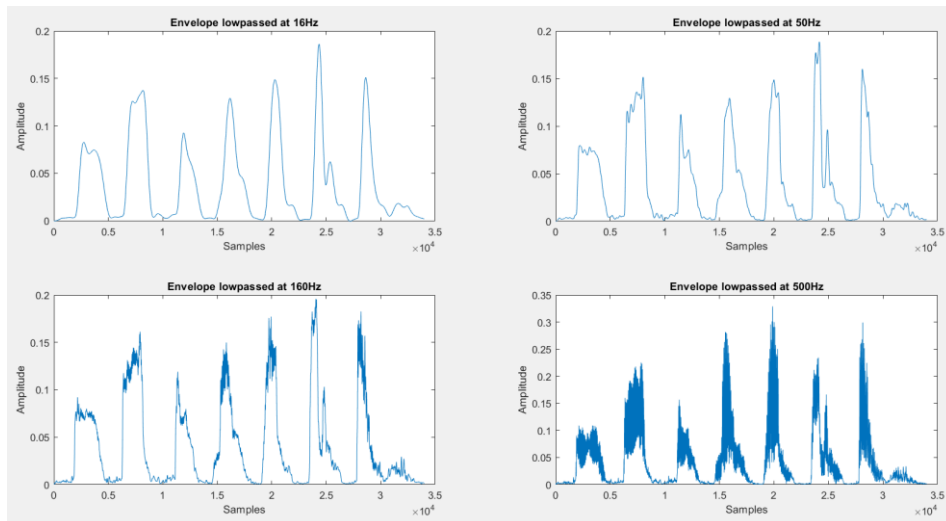 Envelope lowpassed at 16Hz
0.2
0.15
0.1
0.05
0
Amplitude
0 0.5 1 1.5 2 2.5 3 3.5
Samples
×10⁴
Envelope lowpassed at 50Hz
0.2
0.15
0.1
0.05
0
Amplitude
0 0.5 1 1.5 2 2.5 3 3.5
Samples
×10⁴
Envelope lowpassed at 160Hz
0.2
0.15
0.1
0.05
0
Amplitude
0 0.5 1 1.5 2 2.5 3 3.5
Samples
×10⁴
Envelope lowpassed at 500Hz
0.35
0.3
0.25
0.2
0.15
0.1
0.05
0
Amplitude
0 0.5 1 1.5 2 2.5 3 3.5
Samples
×10⁴